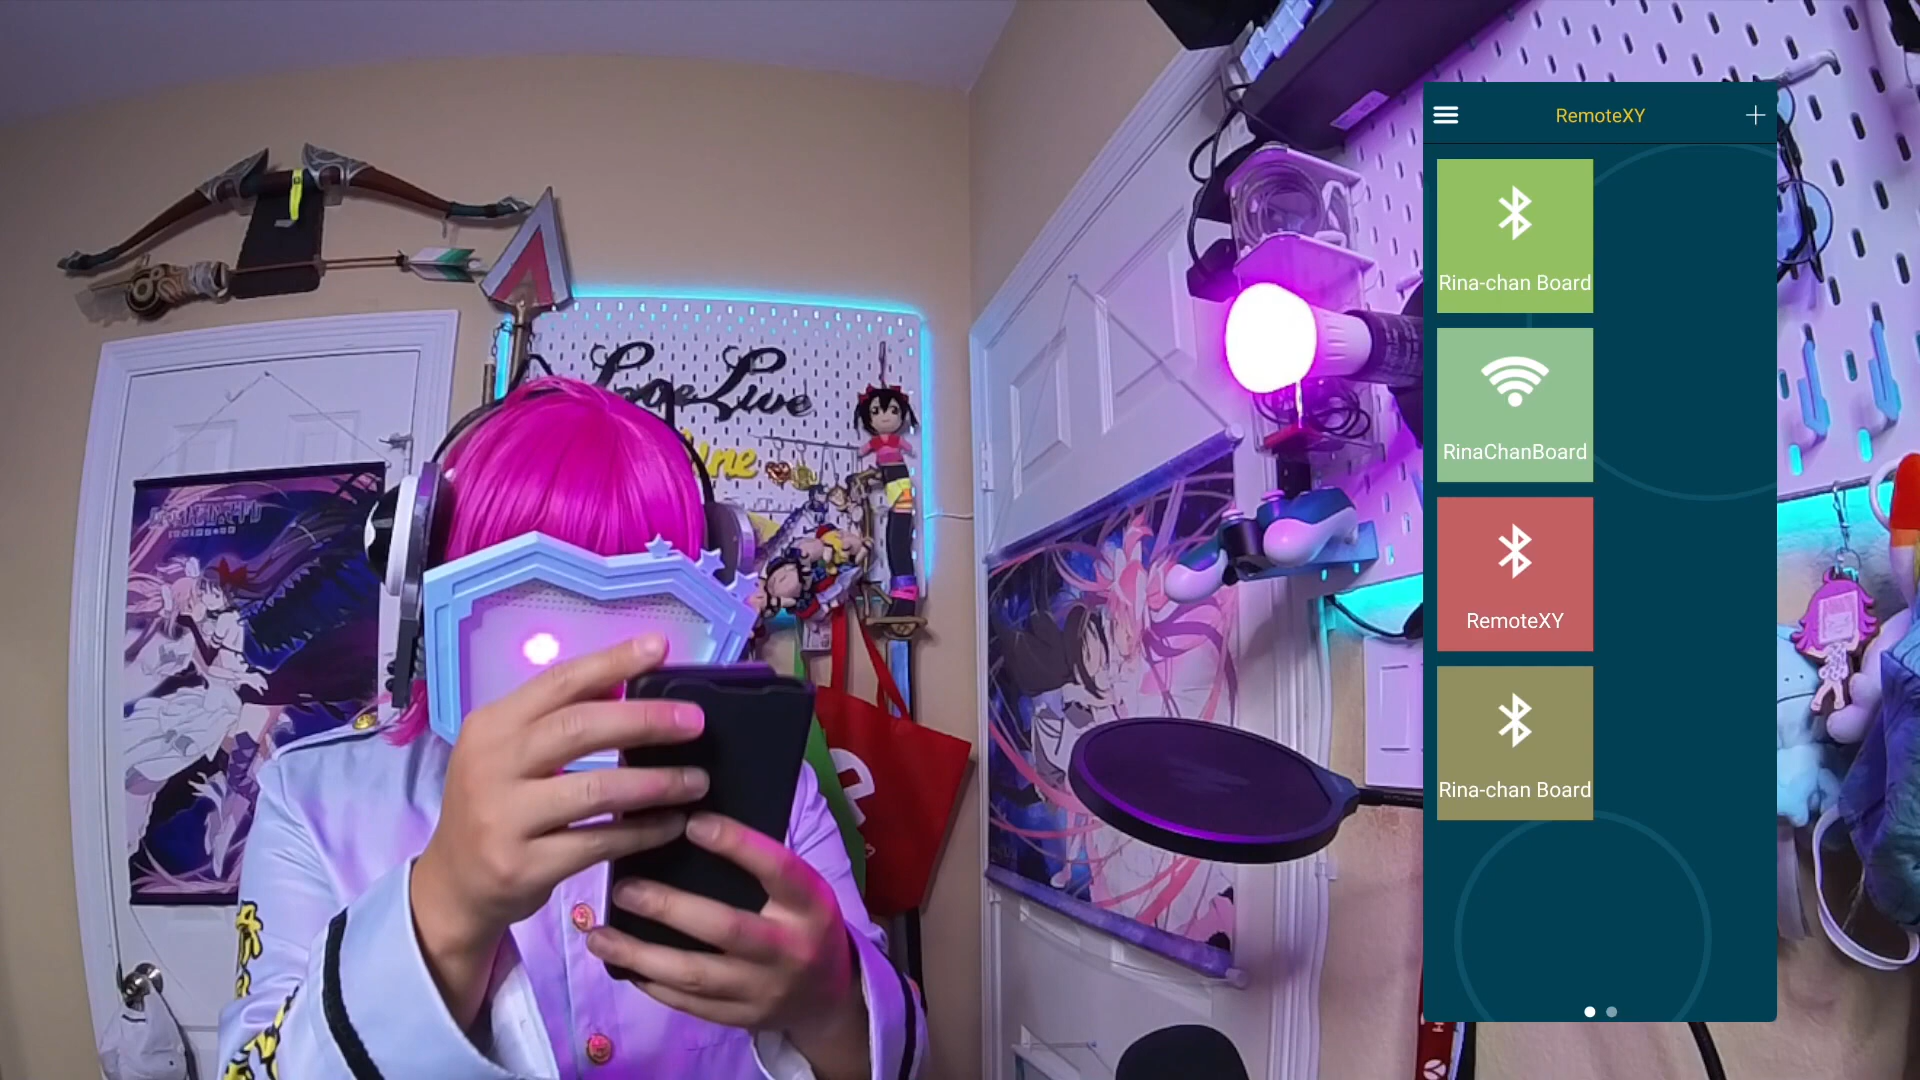 Love Live
RemoteXY
Rina-chan Board
RinaChanBoard
RemoteXY
Rina-chan Board